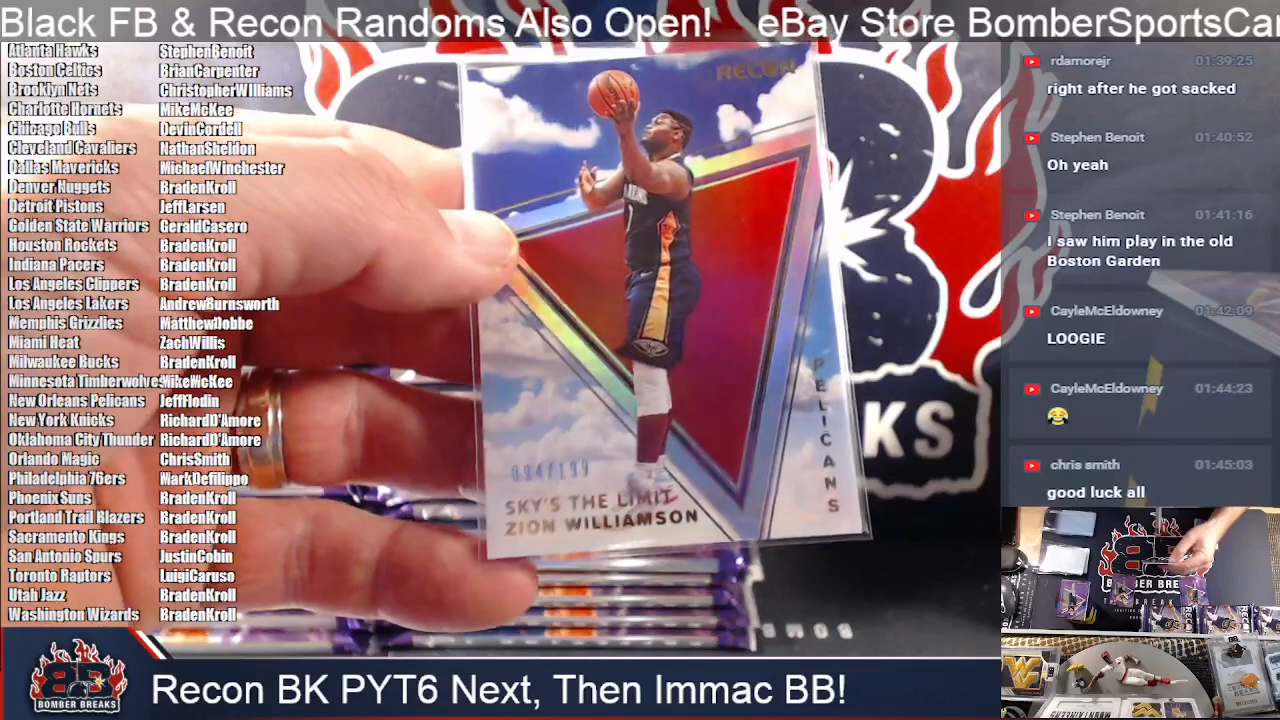 Black FB & Recon Randoms Also Open! eBay Store BomberSportsCar
Atlanta Hawks StephenBenoit
Boston Celtics BrianCarpenter
Brooklyn Nets ChristopherWilliams
Charlotte Hornets MikeMcKee
Chicago Bulls DevinCordell
Cleveland Cavaliers NathanSheldon
Dallas Mavericks MichaelWinchester
Denver Nuggets BradenKroll
Detroit Pistons JeffLarsen
Golden State Warriors GeraldCasero
Houston Rockets BradenKroll
Indiana Pacers BradenKroll
Los Angeles Clippers BradenKroll
Los Angeles Lakers AndrewBurnsworth
Memphis Grizzlies MatthewDobbe
Miami Heat ZachWillis
Milwaukee Bucks BradenKroll
Minnesota Timberwolves MikeMcKee
New Orleans Pelicans JeffHodin
New York Knicks RichardD'Amore
Oklahoma City Thunder RichardD'Amore
Orlando Magic ChrisSmith
Philadelphia 76ers MarkDefilippo
Phoenix Suns BradenKroll
Portland Trail Blazers BradenKroll
Sacramento Kings BradenKroll
San Antonio Spurs JustinCobin
Toronto Raptors LuigiCaruso
Utah Jazz BradenKroll
Washington Wizards BradenKroll
RECON
PELICANS
094/199
SKY'S THE LIMIT
ZION WILLIAMSON
KS
rdamorejr 01:39:25
right after he got sacked
Stephen Benoit 01:40:52
Oh yeah
Stephen Benoit 01:41:16
I saw him play in the old
Boston Garden
CayleMcEldowney 01:42:09
LOOGIE
CayleMcEldowney 01:44:23
😂
chris smith 01:45:03
good luck all
BOMBER BREAKS
Recon BK PYT6 Next, Then Immac BB!